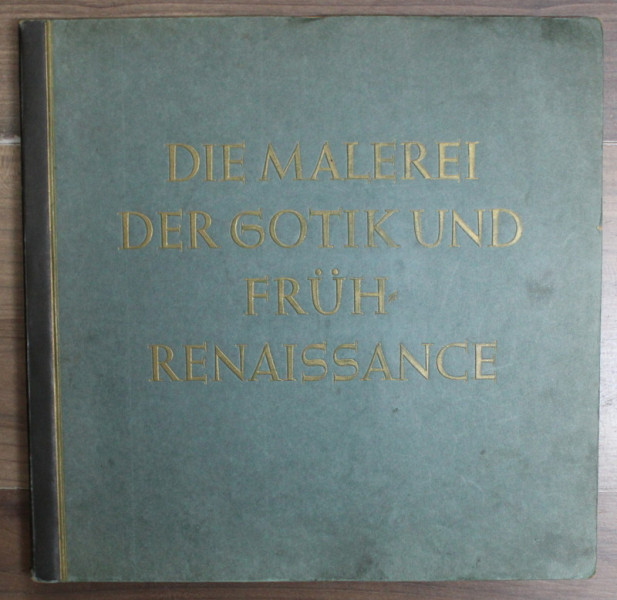 DIE MALEREI
DER GOTIK UND
FRÜH-
RENAISSANCE